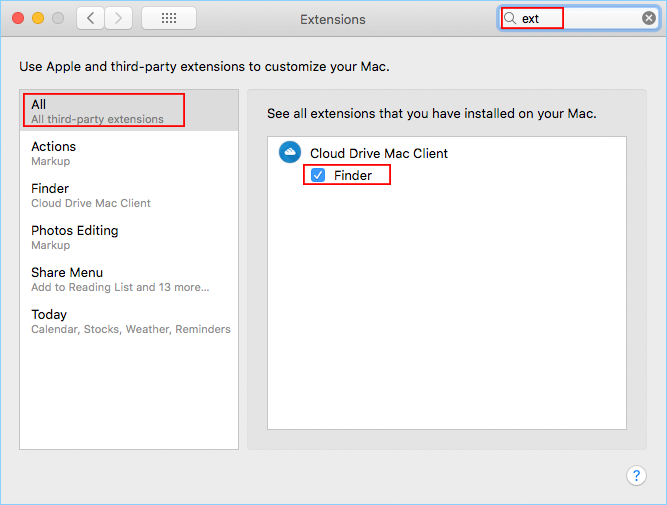 Extensions
ext
Use Apple and third-party extensions to customize your Mac.
All
All third-party extensions
Actions
Markup
Finder
Cloud Drive Mac Client
Photos Editing
Markup
Share Menu
Add to Reading List and 13 more...
Today
Calendar, Stocks, Weather, Reminders
See all extensions that you have installed on your Mac.
Cloud Drive Mac Client
Finder
?